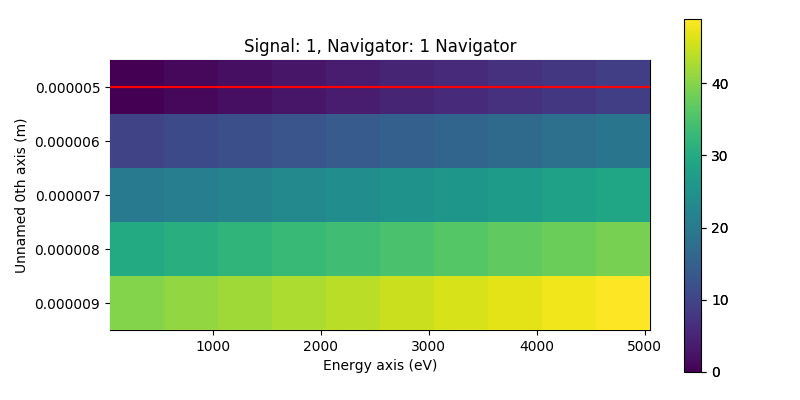 Signal: 1, Navigator: 1 Navigator
Unnamed 0th axis (m)
0.000005
0.000006
0.000007
0.000008
0.000009
1000 2000 3000 4000 5000
Energy axis (eV)
40
30
20
10
0